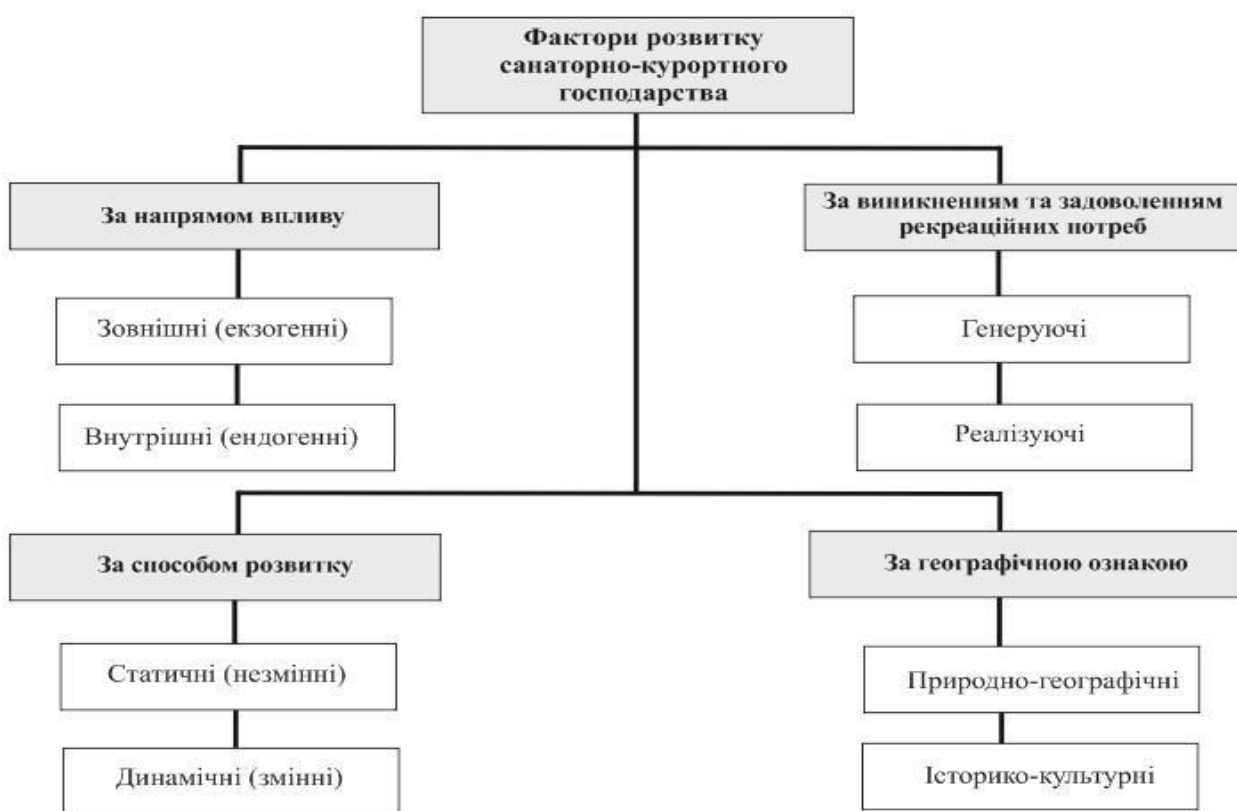 Фактори розвитку
санаторно-курортного
господарства
За напрямом впливу
Зовнішні (екзогенні)
Внутрішні (ендогенні)
За виникненням та задоволенням
рекреаційних потреб
Генеруючі
Реалізуючі
За способом розвитку
Статичні (незмінні)
Динамічні (змінні)
За географічною ознакою
Природно-географічні
Історико-культурні